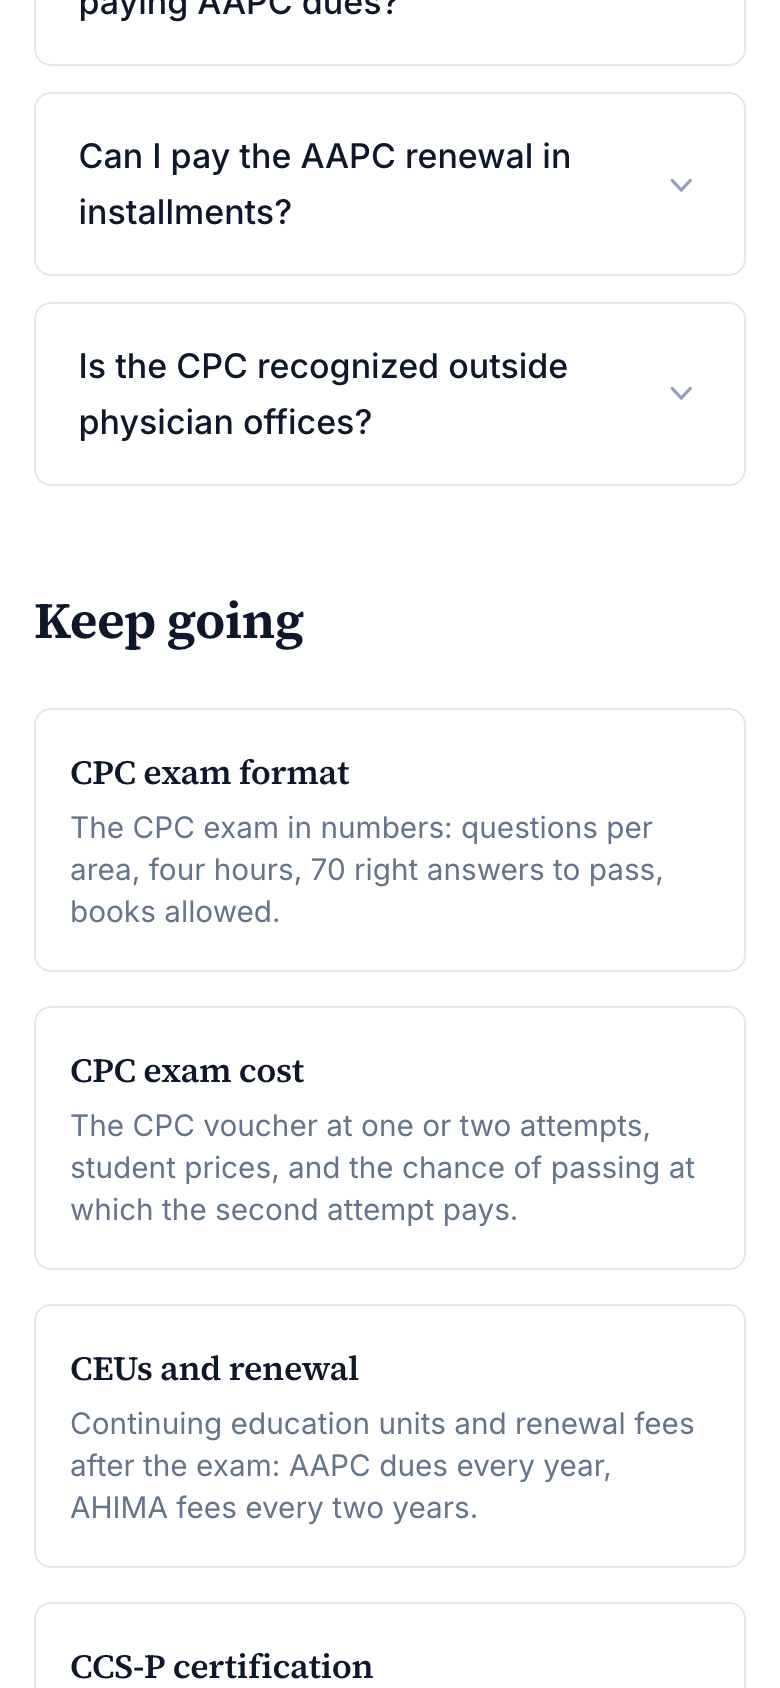 paying AAPC dues?
Can I pay the AAPC renewal in
installments?
Is the CPC recognized outside
physician offices?
Keep going
CPC exam format
The CPC exam in numbers: questions per
area, four hours, 70 right answers to pass,
books allowed.
CPC exam cost
The CPC voucher at one or two attempts,
student prices, and the chance of passing at
which the second attempt pays.
CEUs and renewal
Continuing education units and renewal fees
after the exam: AAPC dues every year,
AHIMA fees every two years.
CCS-P certification